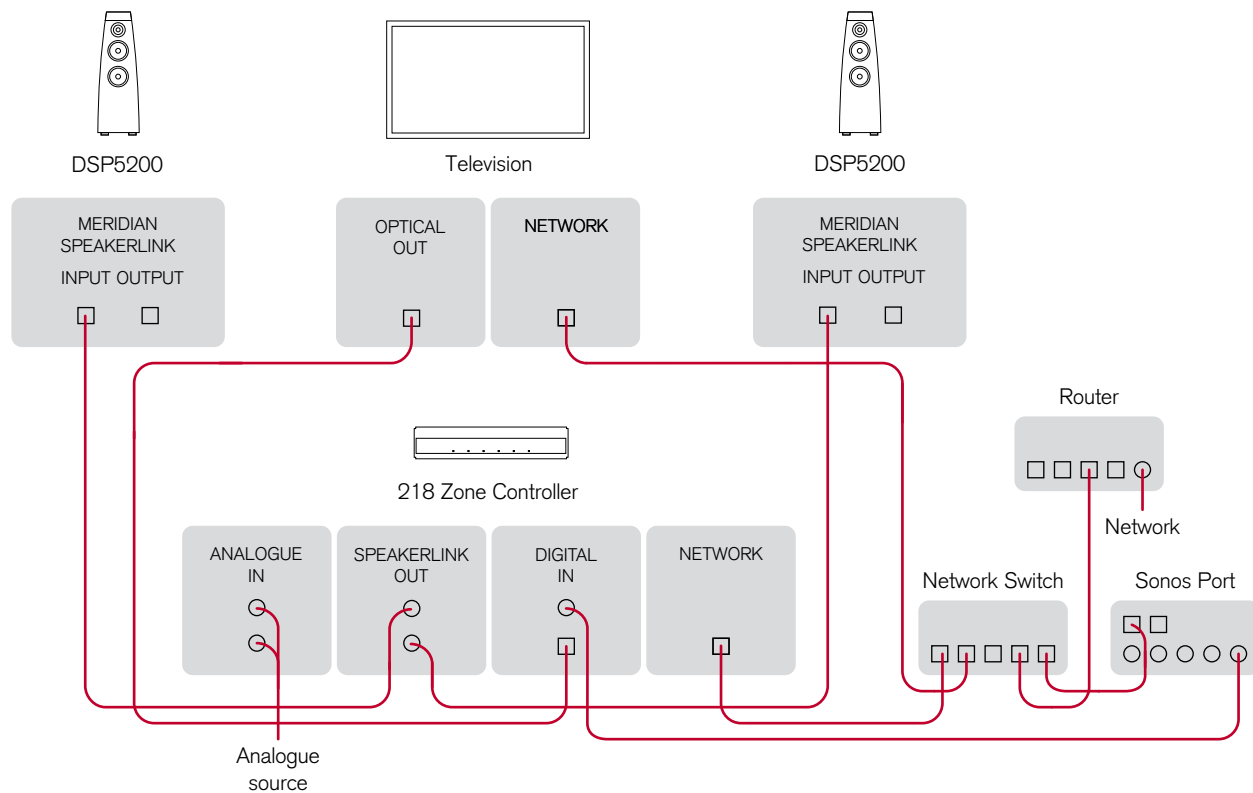 DSP5200
Television
DSP5200
MERIDIAN
SPEAKERLINK
INPUT OUTPUT
OPTICAL
OUT
NETWORK
MERIDIAN
SPEAKERLINK
INPUT OUTPUT
Router
Network
218 Zone Controller
ANALOGUE
IN
SPEAKERLINK
OUT
DIGITAL
IN
NETWORK
Network Switch
Sonos Port
Analogue
source